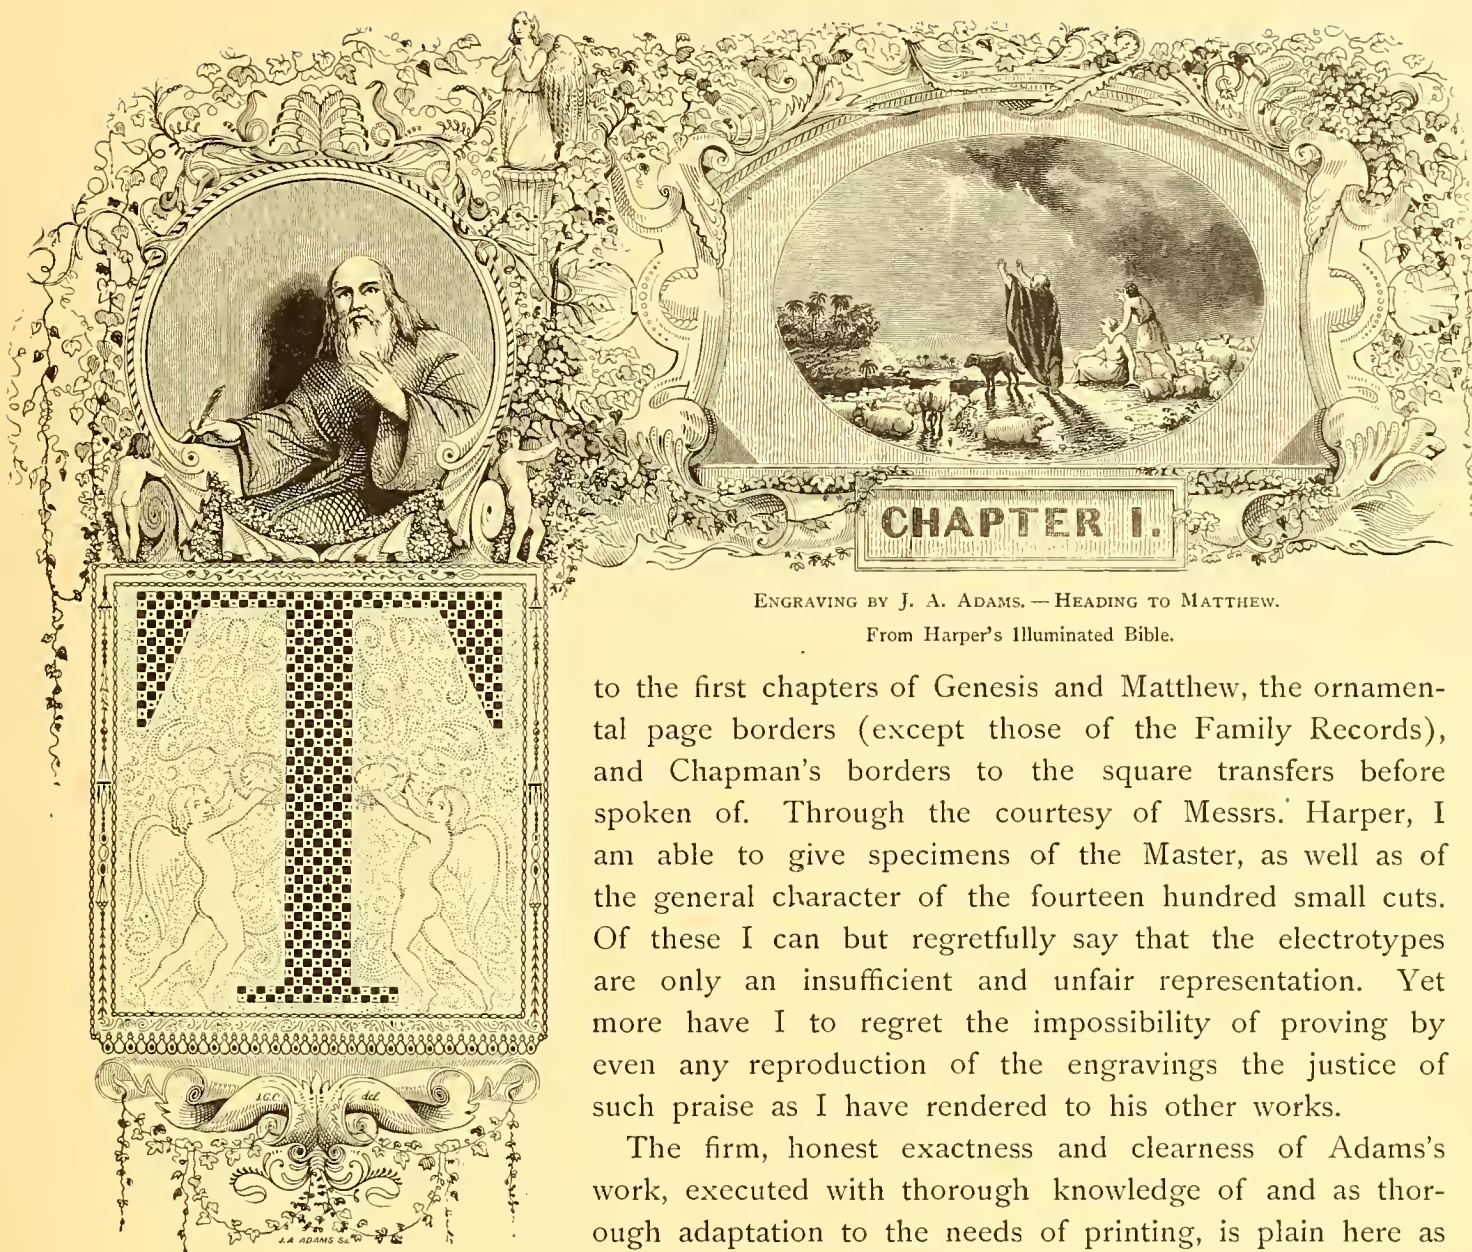 CHAPTER I.
T
J.G.C. del.
J. A ADAMS Sc
ENGRAVING BY J. A. ADAMS. — HEADING TO MATTHEW.
From Harper's Illuminated Bible.
to the first chapters of Genesis and Matthew, the ornamen-
tal page borders (except those of the Family Records),
and Chapman's borders to the square transfers before
spoken of. Through the courtesy of Messrs. Harper, I
am able to give specimens of the Master, as well as of
the general character of the fourteen hundred small cuts.
Of these I can but regretfully say that the electrotypes
are only an insufficient and unfair representation. Yet
more have I to regret the impossibility of proving by
even any reproduction of the engravings the justice of
such praise as I have rendered to his other works.
The firm, honest exactness and clearness of Adams's
work, executed with thorough knowledge of and as thor-
ough adaptation to the needs of printing, is plain here as